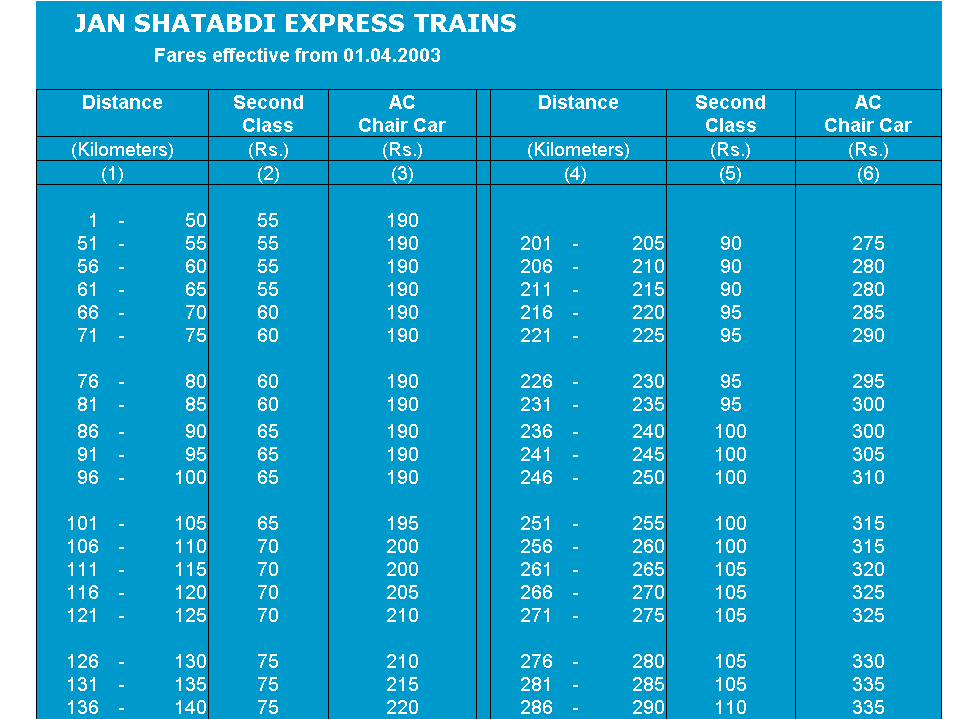 JAN SHATABDI EXPRESS TRAINS
Fares effective from 01.04.2003
Distance Second AC Distance Second AC
Class Chair Car Class Chair Car
(Kilometers) (Rs.) (Rs.) (Kilometers) (Rs.) (Rs.)
(1) (2) (3) (4) (5) (6)
1 - 50 55 190
51 - 55 55 190 201 - 205 90 275
56 - 60 55 190 206 - 210 90 280
61 - 65 55 190 211 - 215 90 280
66 - 70 60 190 216 - 220 95 285
71 - 75 60 190 221 - 225 95 290
76 - 80 60 190 226 - 230 95 295
81 - 85 60 190 231 - 235 95 300
86 - 90 65 190 236 - 240 100 300
91 - 95 65 190 241 - 245 100 305
96 - 100 65 190 246 - 250 100 310
101 - 105 65 195 251 - 255 100 315
106 - 110 70 200 256 - 260 100 315
111 - 115 70 200 261 - 265 105 320
116 - 120 70 205 266 - 270 105 325
121 - 125 70 210 271 - 275 105 325
126 - 130 75 210 276 - 280 105 330
131 - 135 75 215 281 - 285 105 335
136 - 140 75 220 286 - 290 110 335